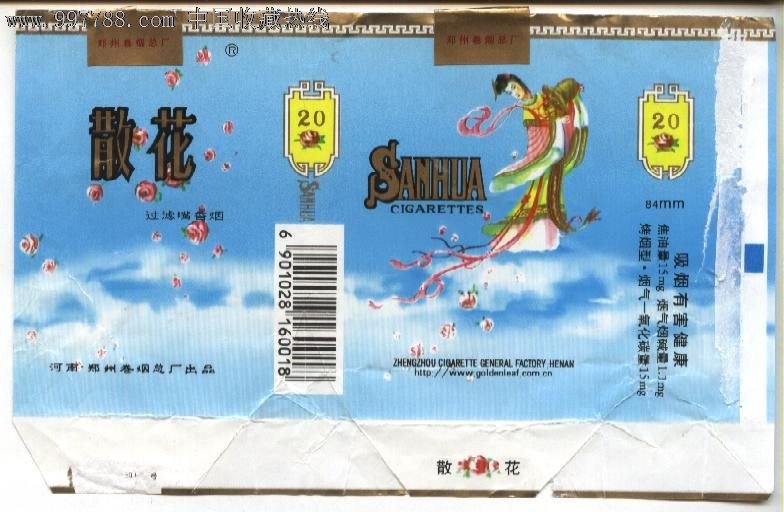 www.997788.com 中国收藏热线
郑州卷烟总厂
郑州卷烟总厂
®
散花
过滤嘴香烟
河南·郑州卷烟总厂出品
20
SANHUA
6 901028 160018
SANHUA
CIGARETTES
ZHENGZHOU CIGARETTE GENERAL FACTORY, HENAN
http://www.goldenleaf.com.cn
20
84mm
吸烟有害健康
焦油量15mg 烟气烟碱量1.1mg
烤烟型·烟气一氧化碳量15mg
散花
号